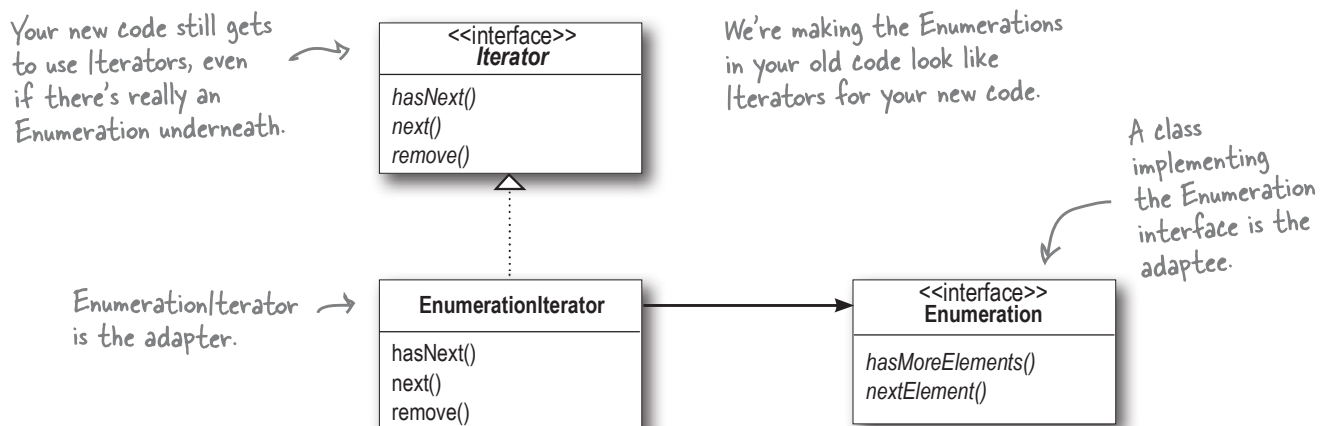 Your new code still gets
to use Iterators, even
if there's really an
Enumeration underneath.
<<interface>>
Iterator
hasNext()
next()
remove()
We're making the Enumerations
in your old code look like
Iterators for your new code.
A class
implementing
the Enumeration
interface is the
adaptee.
EnumerationIterator
is the adapter.
EnumerationIterator
hasNext()
next()
remove()
<<interface>>
Enumeration
hasMoreElements()
nextElement()